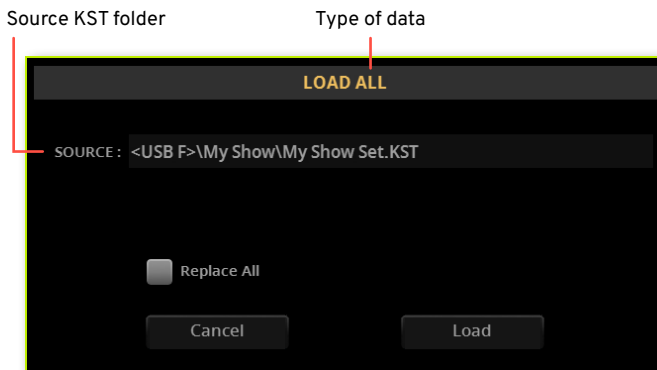 Source KST folder Type of data
LOAD ALL
SOURCE : <USB F>\My Show\My Show Set.KST
Replace All
Cancel Load